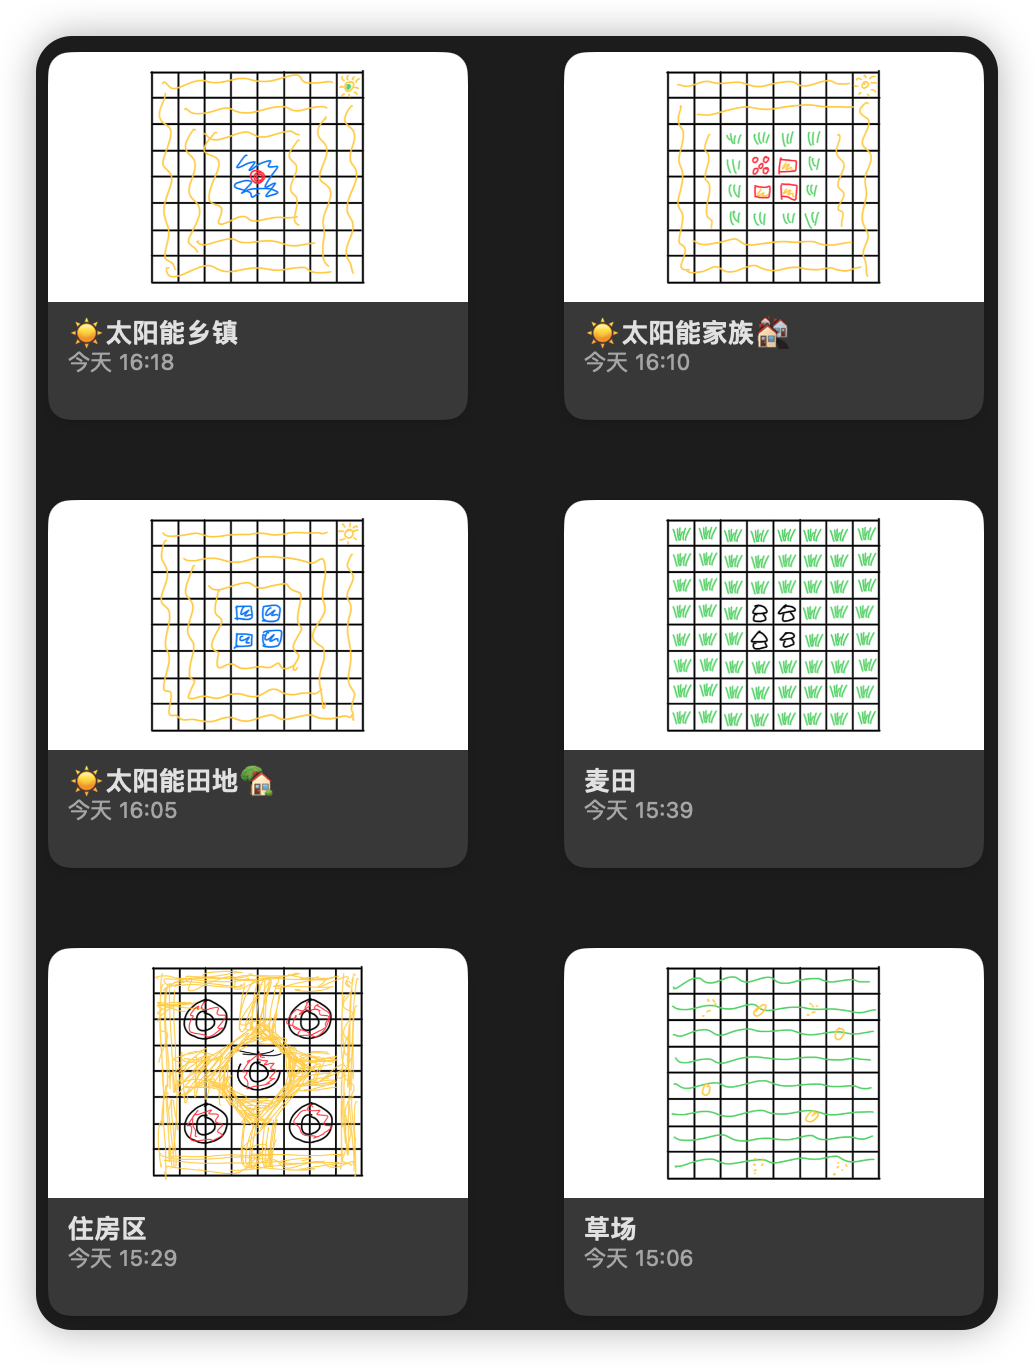 ☀️太阳能乡镇
今天 16:18
☀️太阳能家族🏘️
今天 16:10
☀️太阳能田地🏡
今天 16:05
麦田
今天 15:39
住房区
今天 15:29
草场
今天 15:06